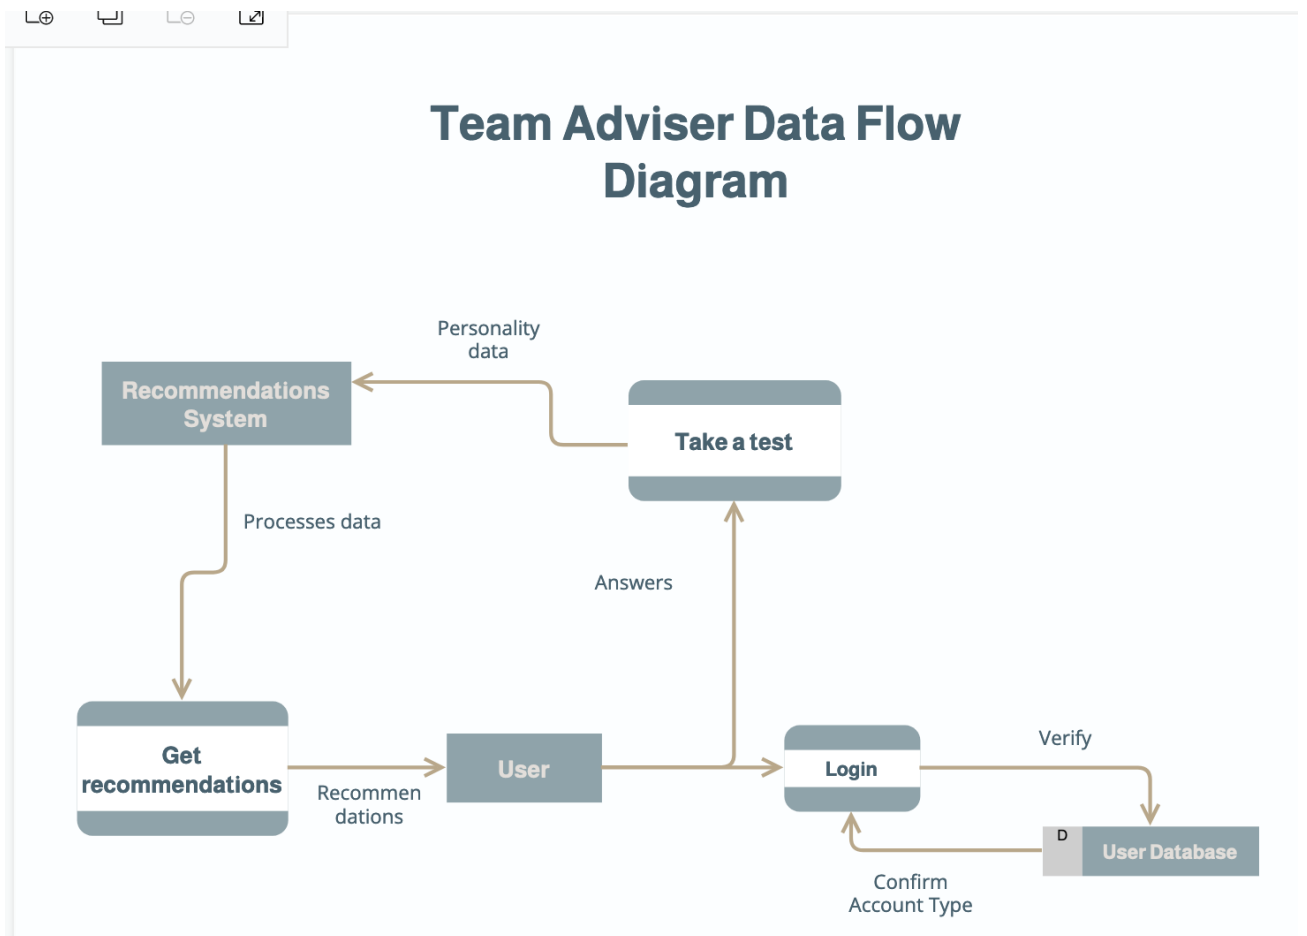 Team Adviser Data Flow
Diagram
Personality
data
Recommendations
System
Take a test
Processes data
Answers
Get
recommendations
Recommen
dations
User
Login
Verify
D
User Database
Confirm
Account Type